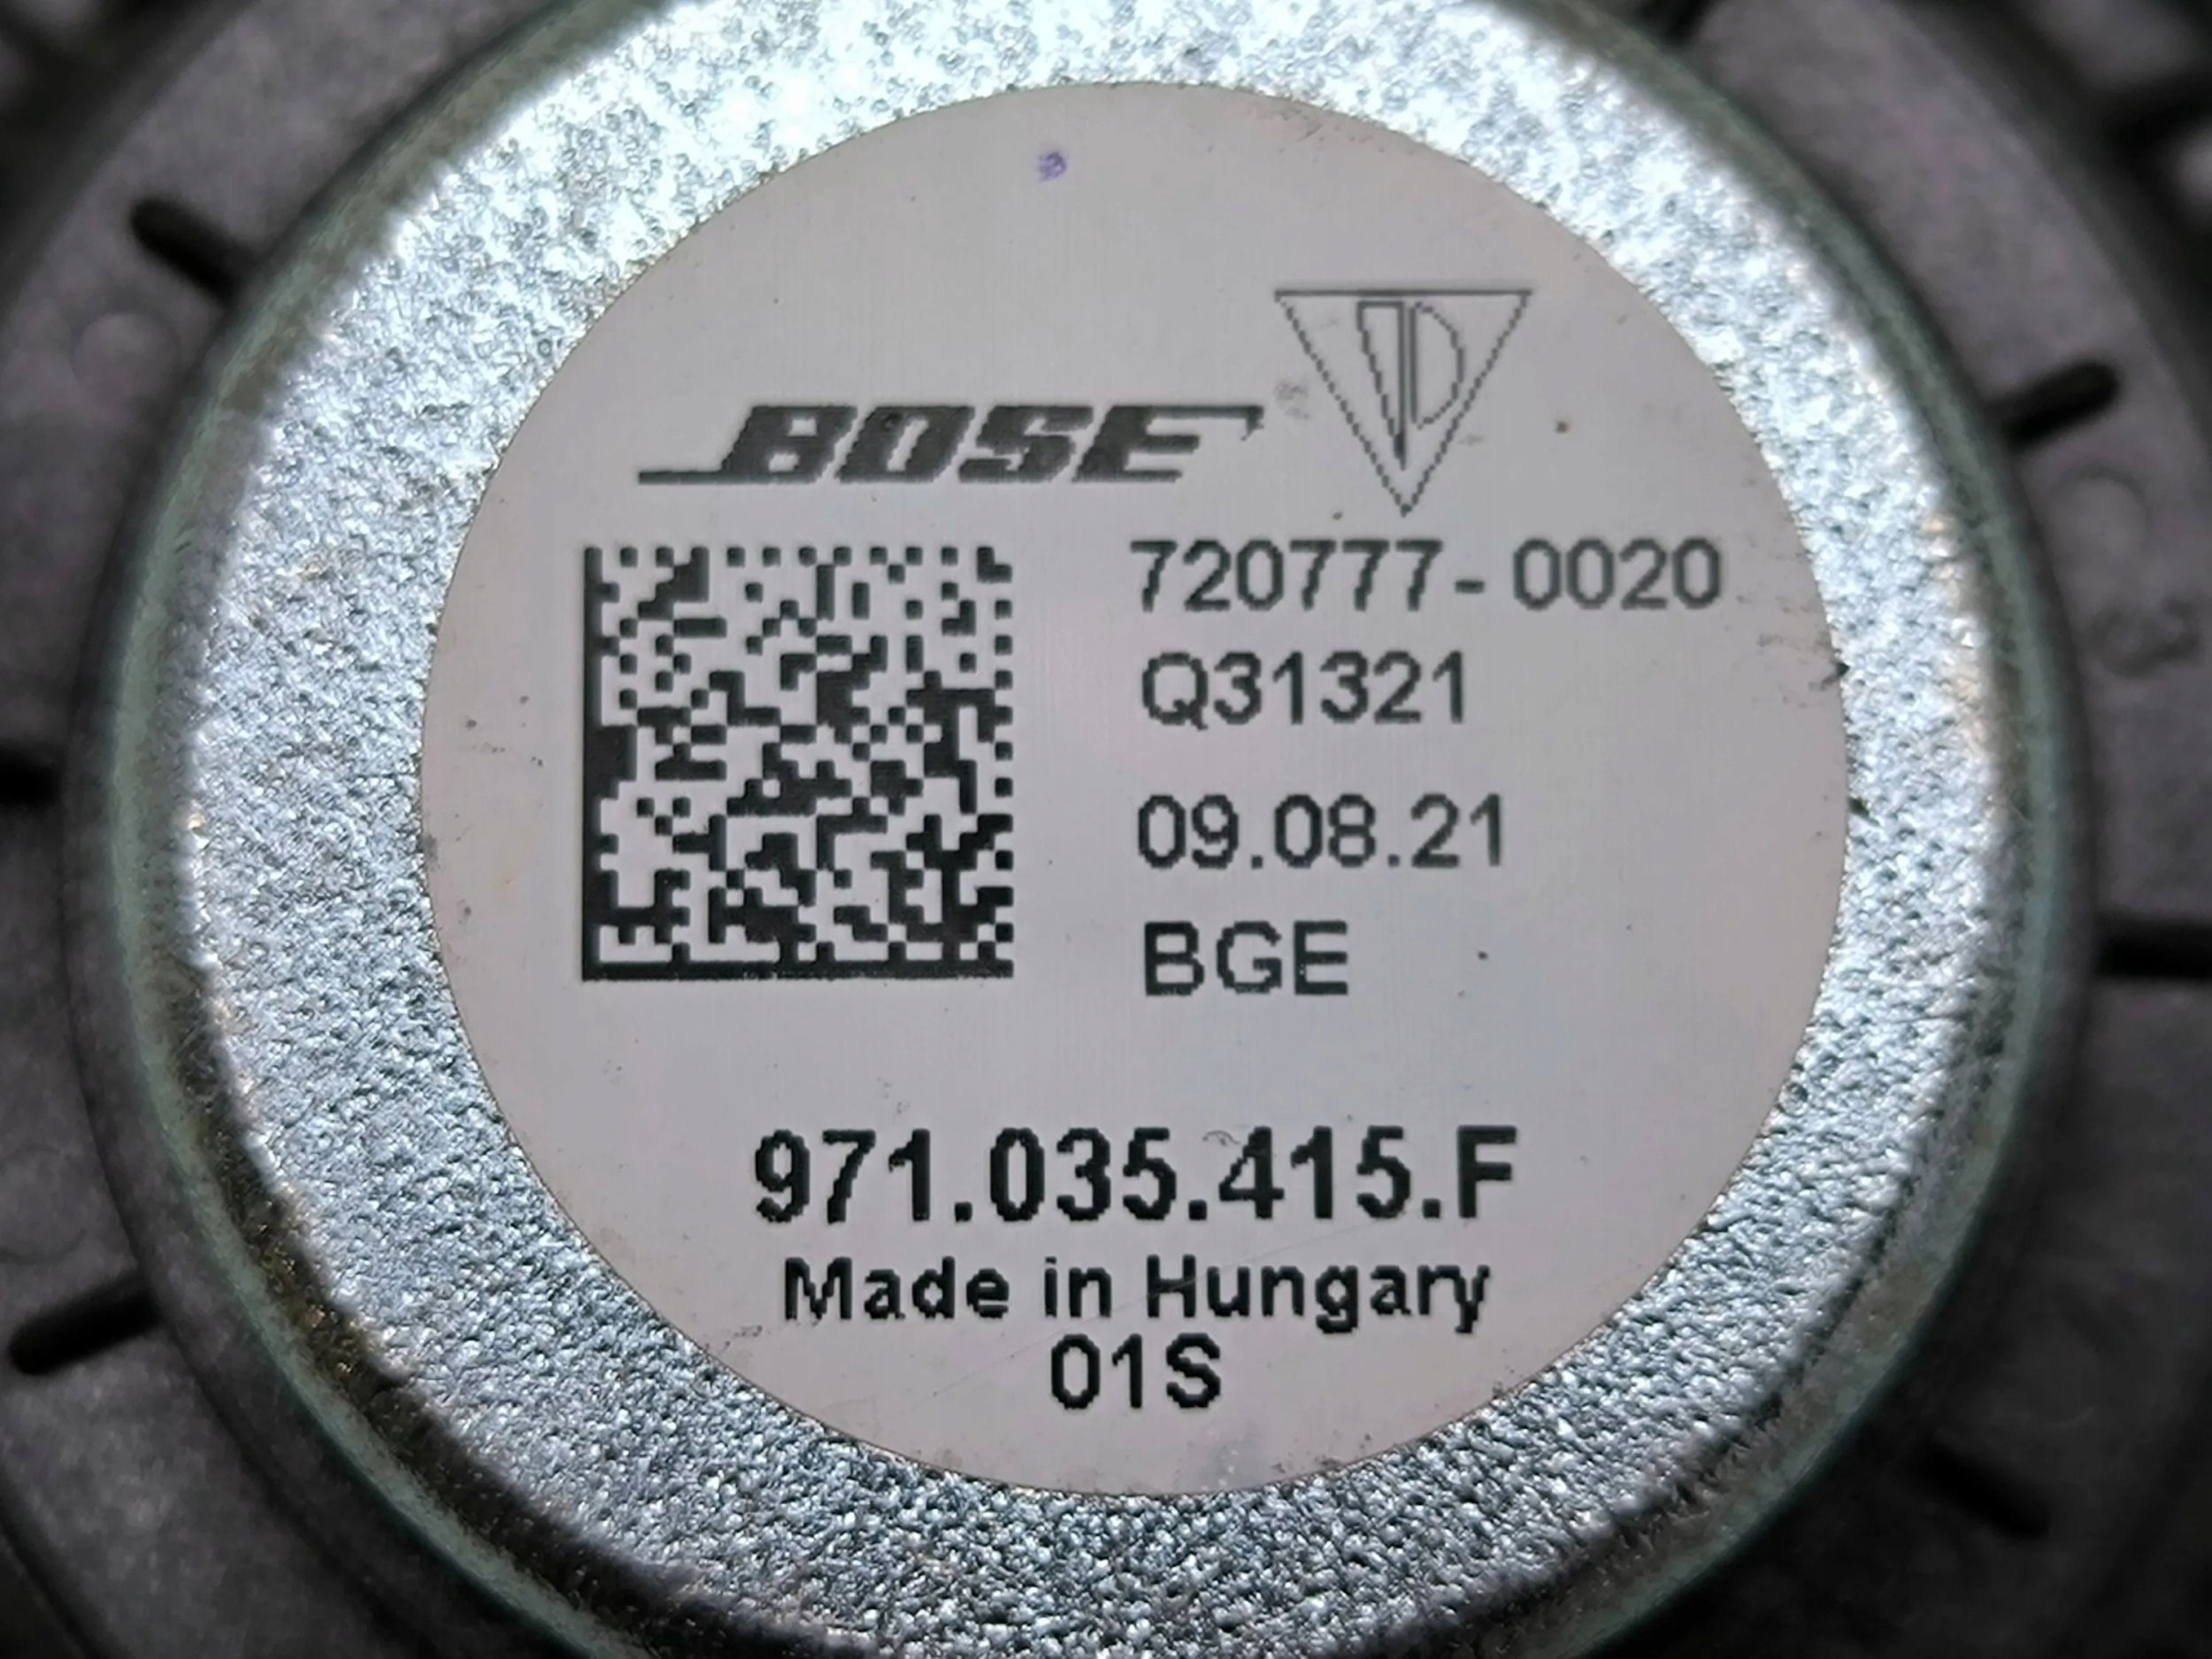 BOSE
720777-0020
Q31321
09.08.21
BGE
971.035.415.F
Made in Hungary
01S